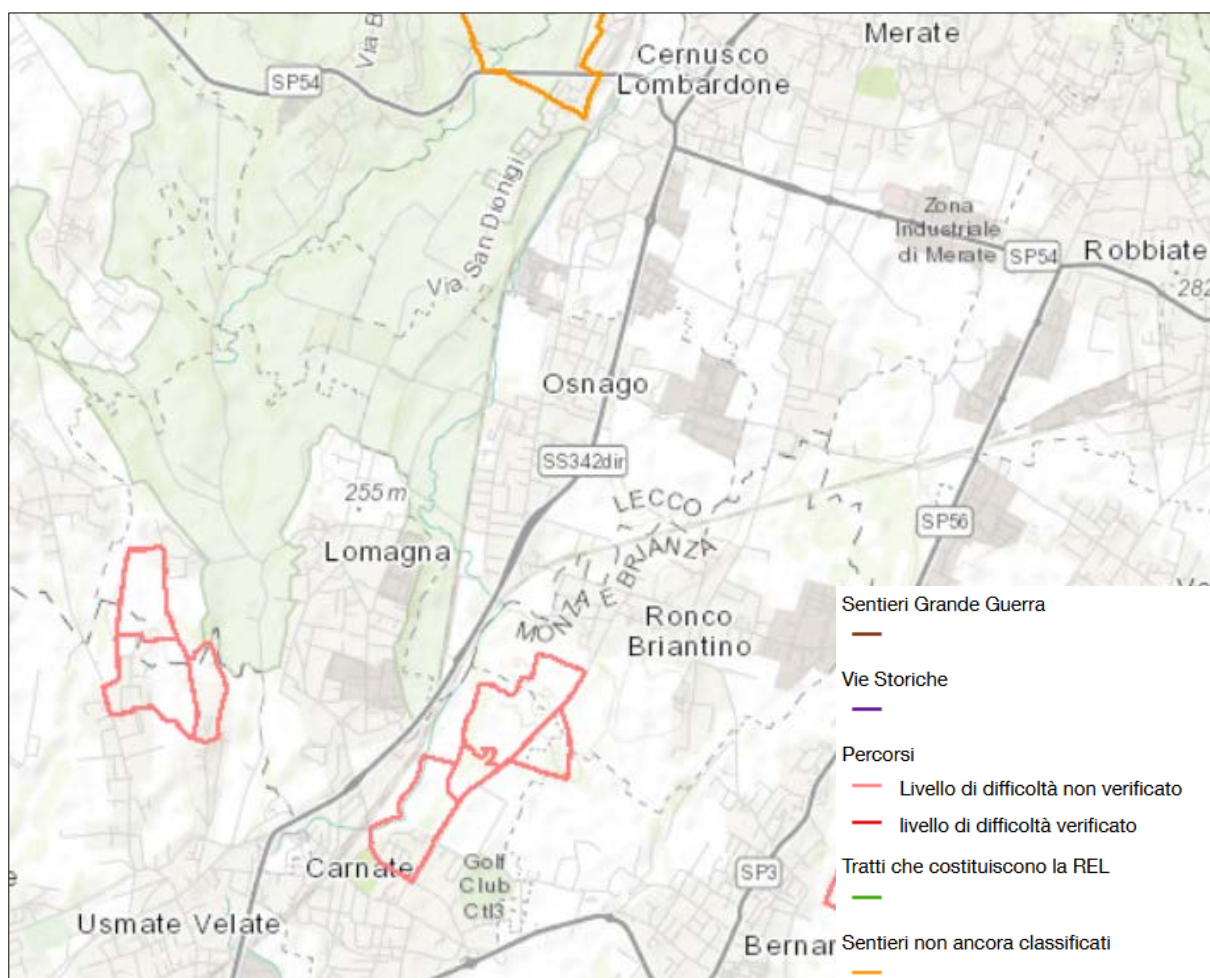 Merate
Cernusco
Lombardone
SP54
Via San Dionigi
Zona
Industriale
di Merate
SP54
Robbiate
282
Osnago
SS342dir
255 m
LECCO
MONZA E BRIANZA
SP56
Lomagna
Ronco
Briantino
Carnate
Golf
Club
Ctl3
SP3
Usmate Velate
Bernar
Sentieri Grande Guerra
Vie Storiche
Percorsi
Livello di difficoltà non verificato
livello di difficoltà verificato
Tratti che costituiscono la REL
Sentieri non ancora classificati